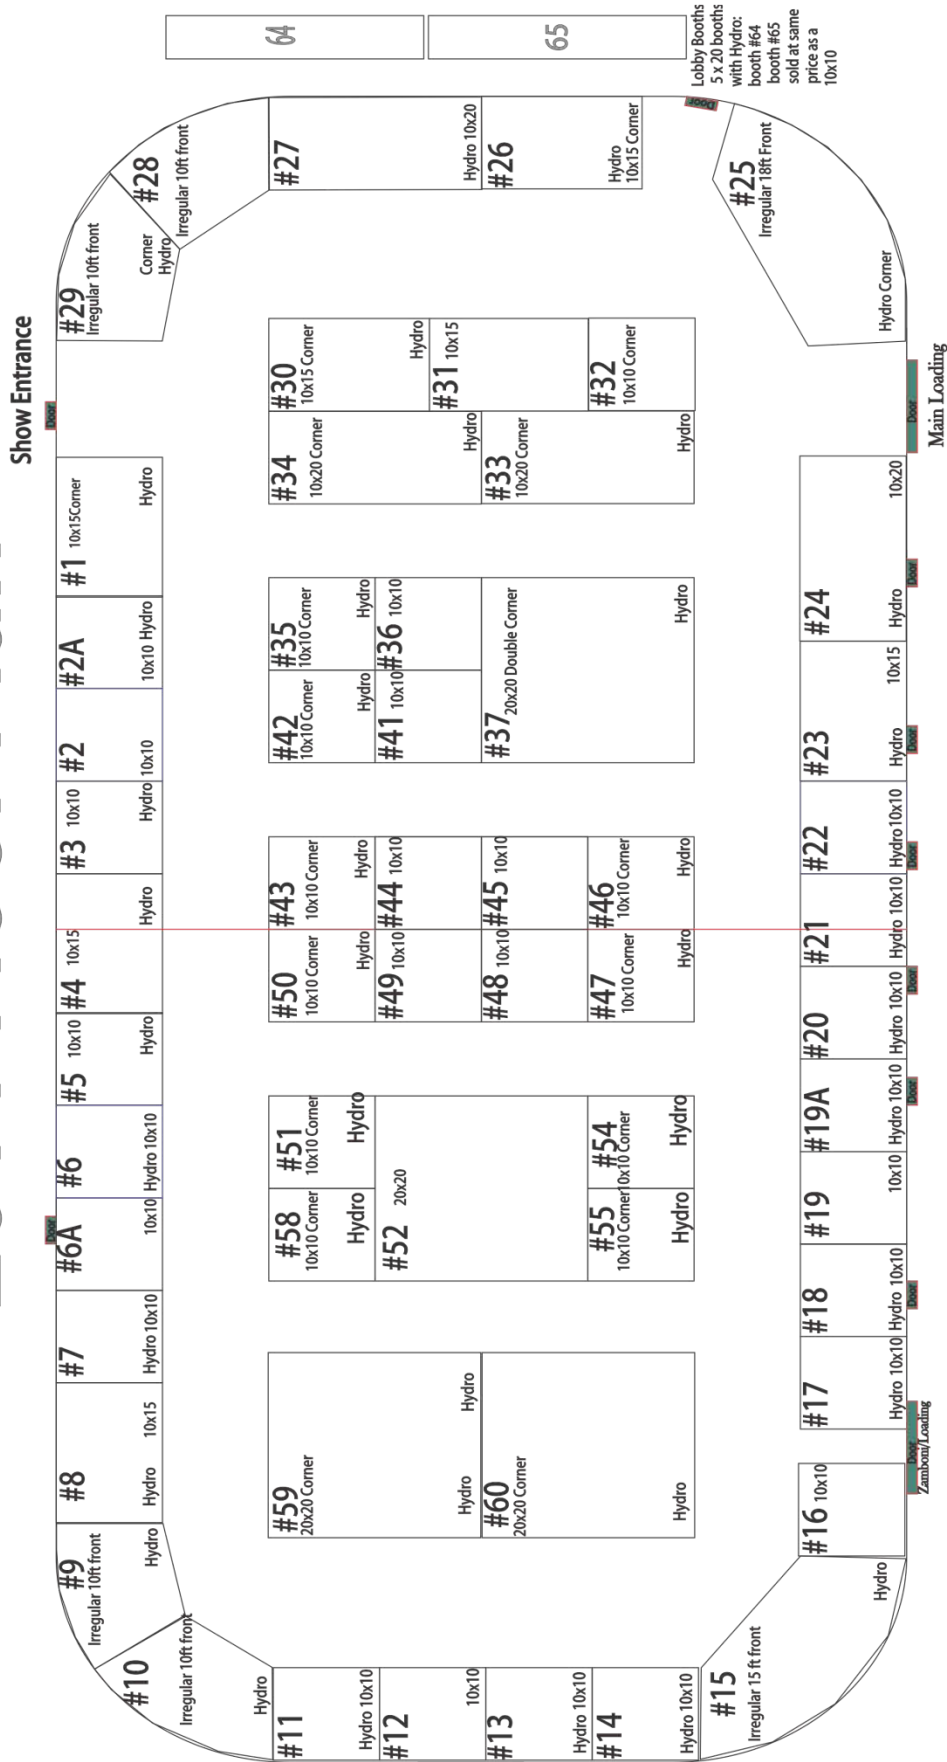 Show Entrance
Door
Door
64
65
Lobby Booths
5 x 20 booths
with Hydro:
booth #64
booth #65
sold at same
price as a
10x10
#9
Irregular 10ft front
Hydro
#8
10x15
Hydro
#7
Hydro 10x10
#6A
10x10
#6
Hydro 10x10
#5 10x10
Hydro
#4 10x15
Hydro
#3 10x10
Hydro
#2
10x10
#2A
10x10 Hydro
#1 10x15Corner
Hydro
#29
Irregular 10ft front
Corner
Hydro
#28
Irregular 10ft front
#27
Hydro 10x20
#26
Hydro
10x15 Corner
Door
#25
Irregular 18ft Front
Hydro Corner
#10
Irregular 10ft front
Hydro
#11
Hydro 10x10
#12
10x10
#13
Hydro 10x10
#14
Hydro 10x10
#15
Irregular 15 ft front
Hydro
#59
20x20 Corner
Hydro
Hydro
#60
20x20 Corner
Hydro
#58
10x10 Corner
Hydro
#51
10x10 Corner
Hydro
#52
20x20
#55
10x10 Corner
Hydro
#54
10x10 Corner
Hydro
#50
10x10 Corner
Hydro
#43
10x10 Corner
Hydro
#49 10x10
#44 10x10
#48 10x10
#45 10x10
#47
10x10 Corner
Hydro
#46
10x10 Corner
Hydro
#42
10x10 Corner
Hydro
#35
10x10 Corner
Hydro
#41 10x10
#36 10x10
#37 20x20 Double Corner
Hydro
#34
10x20 Corner
Hydro
#30
10x15 Corner
Hydro
#31 10x15
#33
10x20 Corner
Hydro
#32
10x10 Corner
#16 10x10
#17
Hydro 10x10
#18
Hydro 10x10
#19
10x10
#19A
Hydro 10x10
#20
Hydro 10x10
#21
Hydro 10x10
#22
Hydro 10x10
#23
Hydro
10x15
#24
Hydro
10x20
Door
Door
Door
Door
Door
Door
Door
Door
Zamboni/Loading
Door
Main Loading